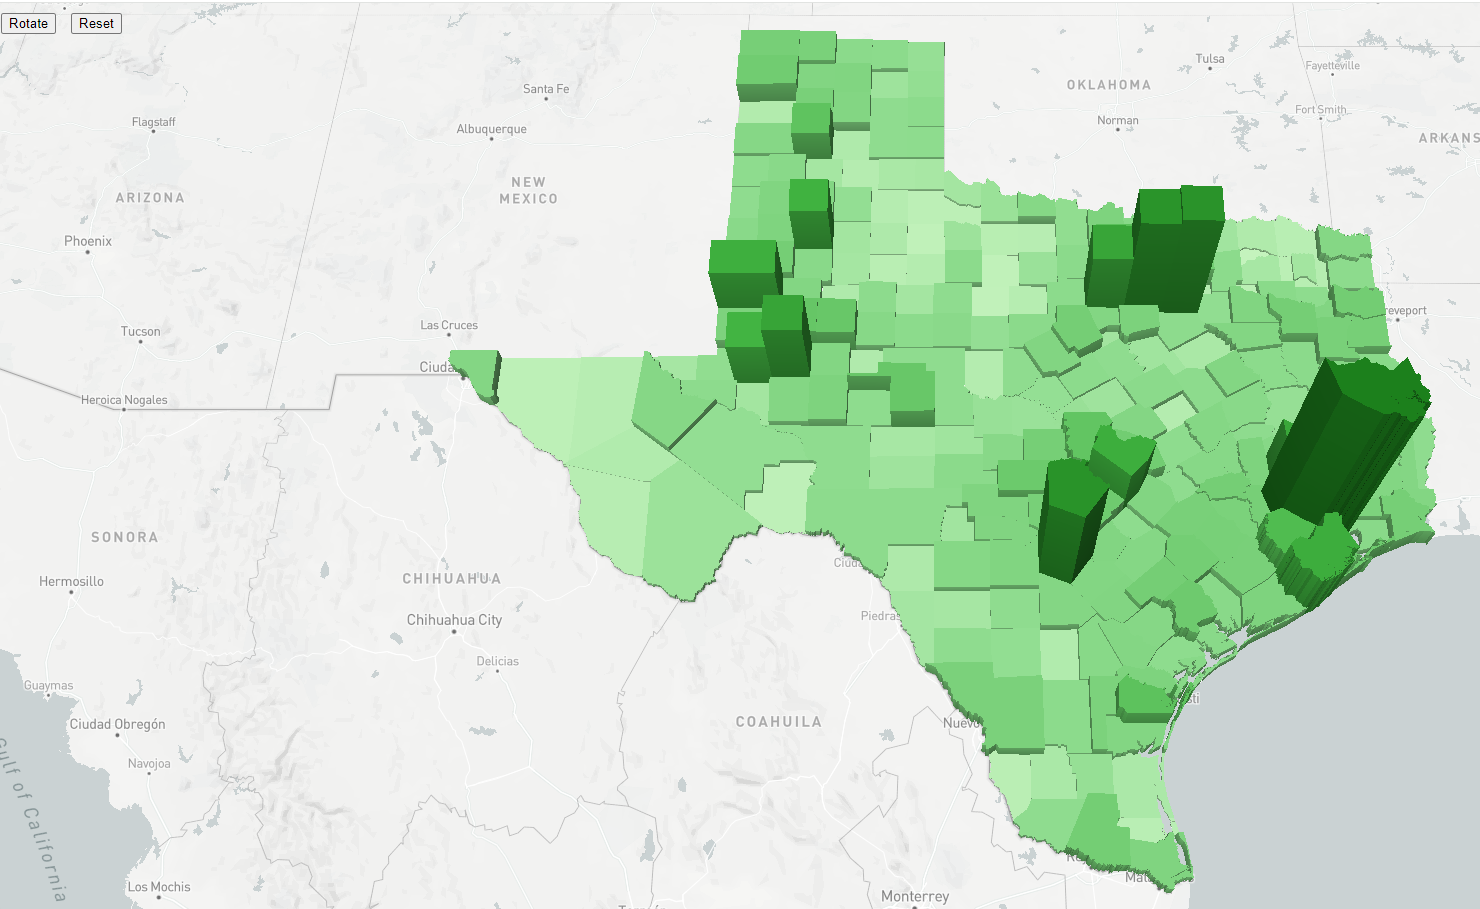 Rotate
Reset
Tulsa
Fayetteville
OKLAHOMA
Santa Fe
Fort Smith
Flagstaff
Albuquerque
Norman
ARKANS
NEW
MEXICO
ARIZONA
Phoenix
reveport
Las Cruces
Tucson
Ciuda
Heroica Nogales
SONORA
CHIHUAHUA
Ciuda
Hermosillo
Chihuahua City
Piedras
Delicias
Guaymas
sti
Ciudad Obregón
COAHUILA
Nuevo
Navojoa
Gulf of California
Re
Mat
Los Mochis
Monterrey